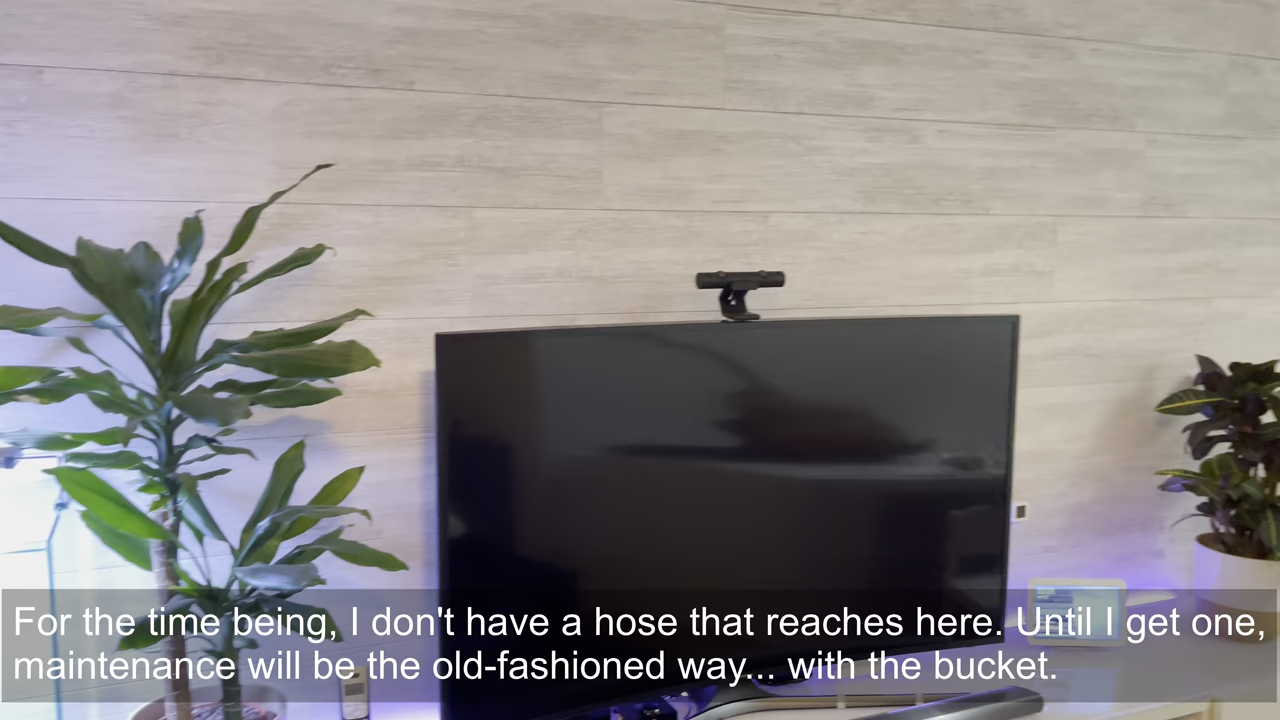 For the time being, I don't have a hose that reaches here. Until I get one,
maintenance will be the old-fashioned way... with the bucket.